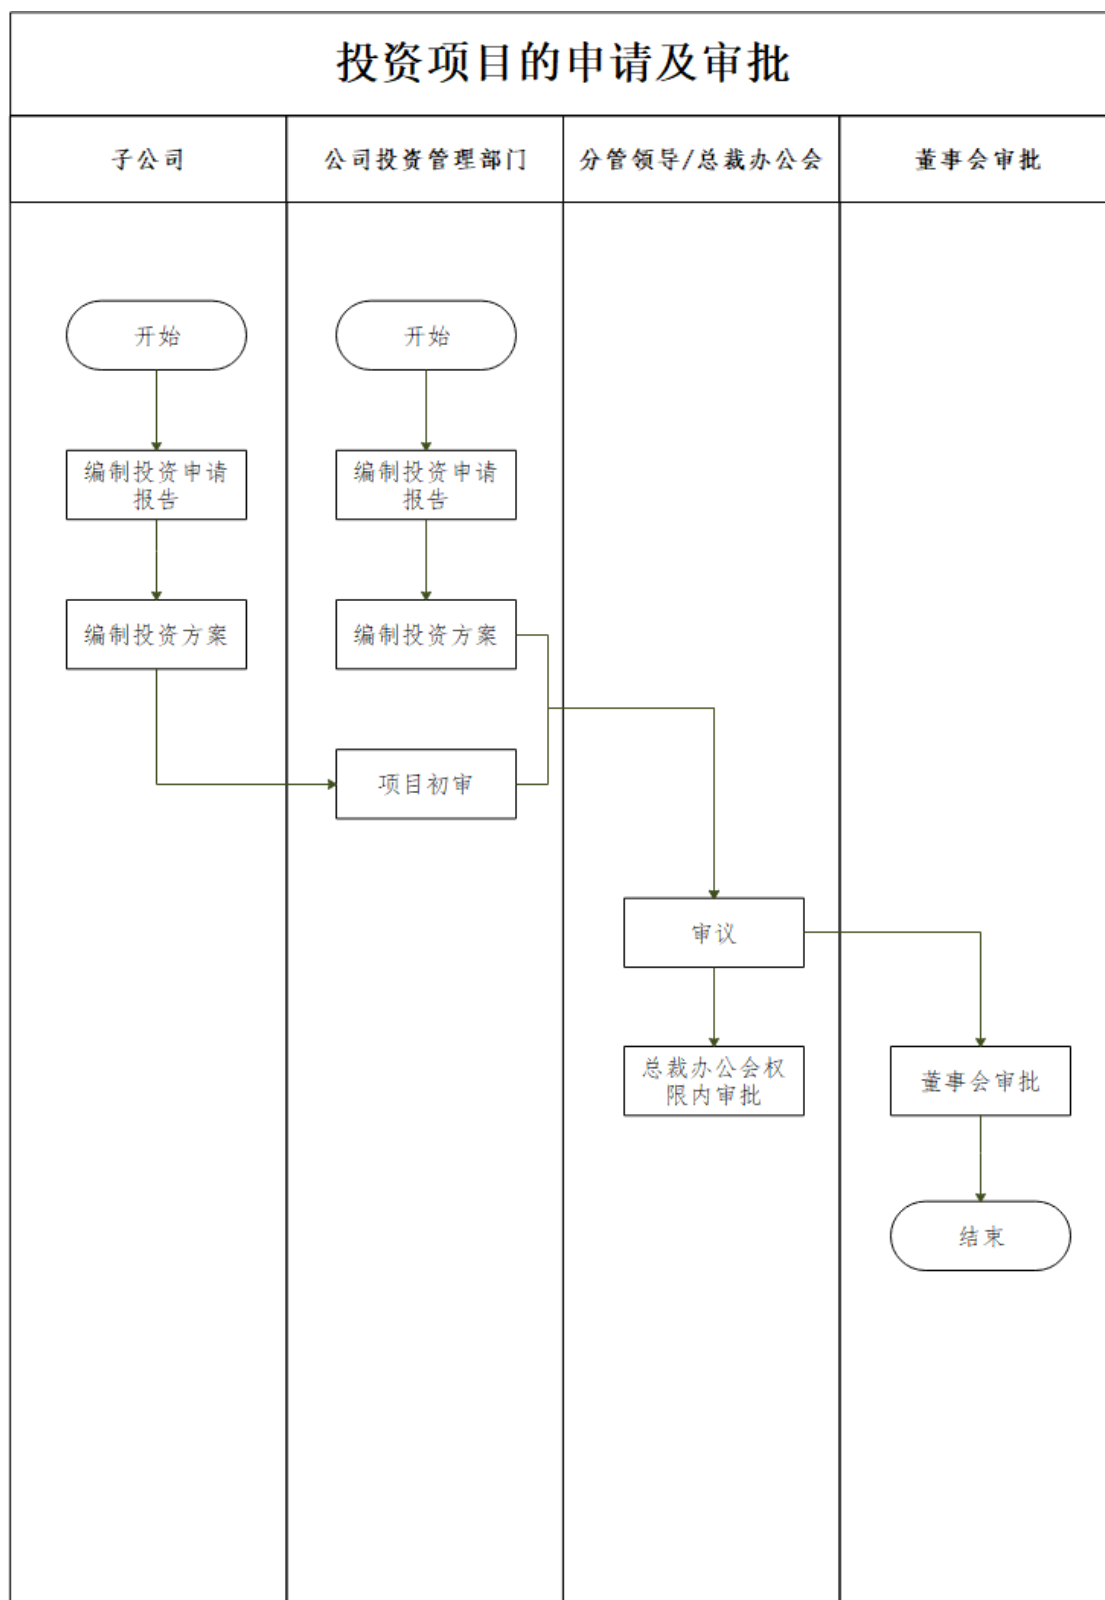 投资项目的申请及审批
子公司
公司投资管理部门
分管领导/总裁办公会
董事会审批
开始
开始
编制投资申请
报告
编制投资申请
报告
编制投资方案
编制投资方案
项目初审
审议
总裁办公会权
限内审批
董事会审批
结束